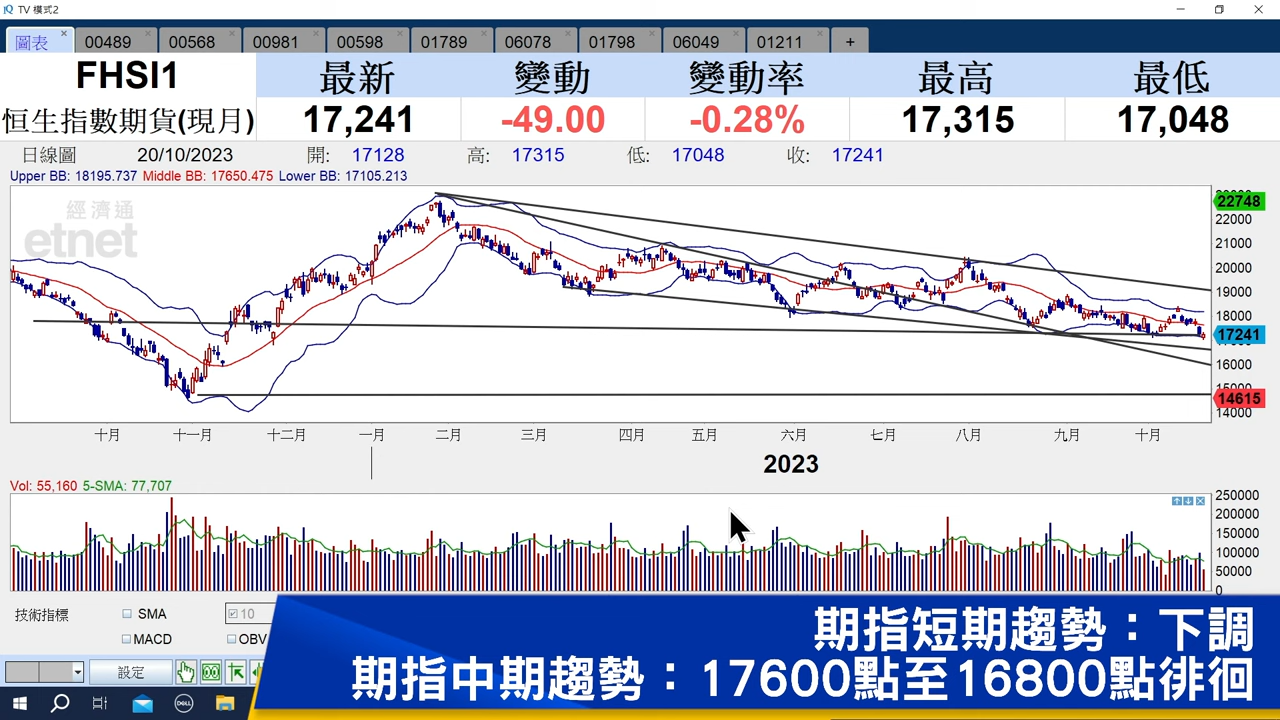 TV 模式2
圖表 00489 00568 00981 00598 01789 06078 01798 06049 01211 +
FHSI1 最新 變動 變動率 最高 最低
恒生指數期貨(現月) 17,241 -49.00 -0.28% 17,315 17,048
日線圖 20/10/2023 開: 17128 高: 17315 低: 17048 收: 17241
Upper BB: 18195.737 Middle BB: 17650.475 Lower BB: 17105.213
經濟通
etnet
22748
22000
21000
20000
19000
18000
17241
16000
15000
14615
14000
十月 十一月 十二月 一月 二月 三月 四月 五月 六月 七月 八月 九月 十月
2023
Vol: 55,160 5-SMA: 77,707
250000
200000
150000
100000
50000
0
技術指標 SMA 10
MACD OBV
設定
期指短期趨勢：下調
期指中期趨勢：17600點至16800點徘徊
DELL